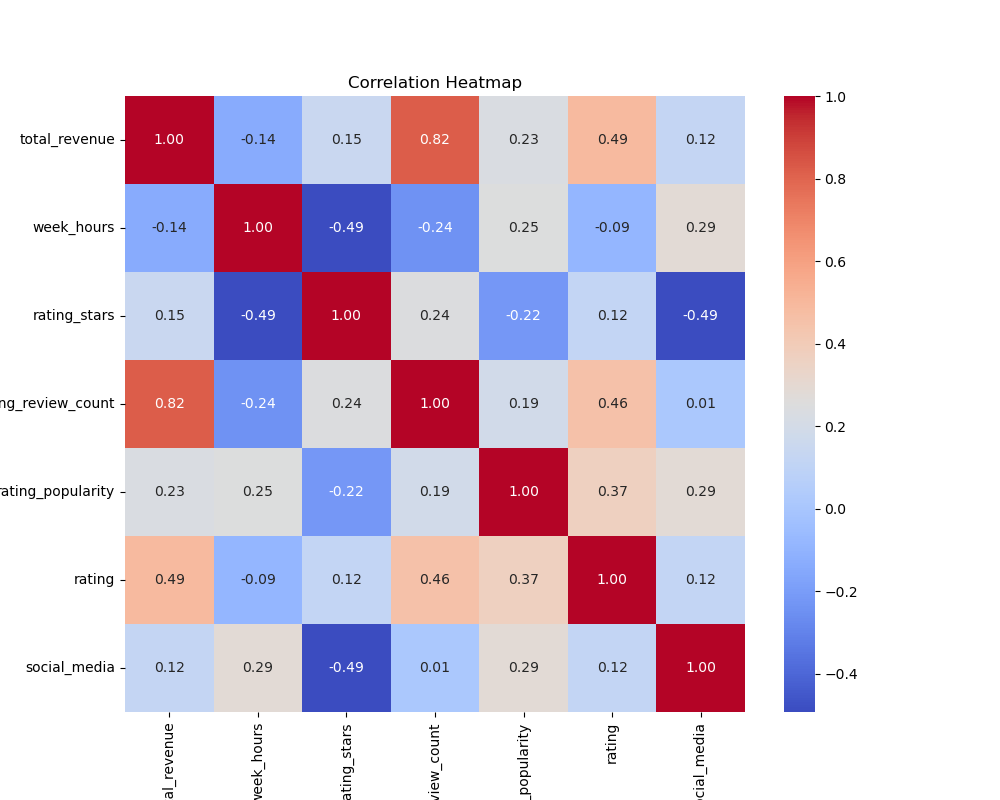 Correlation Heatmap
total_revenue 1.00 -0.14 0.15 0.82 0.23 0.49 0.12
week_hours -0.14 1.00 -0.49 -0.24 0.25 -0.09 0.29
rating_stars 0.15 -0.49 1.00 0.24 -0.22 0.12 -0.49
ng_review_count 0.82 -0.24 0.24 1.00 0.19 0.46 0.01
rating_popularity 0.23 0.25 -0.22 0.19 1.00 0.37 0.29
rating 0.49 -0.09 0.12 0.46 0.37 1.00 0.12
social_media 0.12 0.29 -0.49 0.01 0.29 0.12 1.00
al_revenue
week_hours
ating_stars
view_count
_popularity
rating
cial_media
1.0
0.8
0.6
0.4
0.2
0.0
−0.2
−0.4